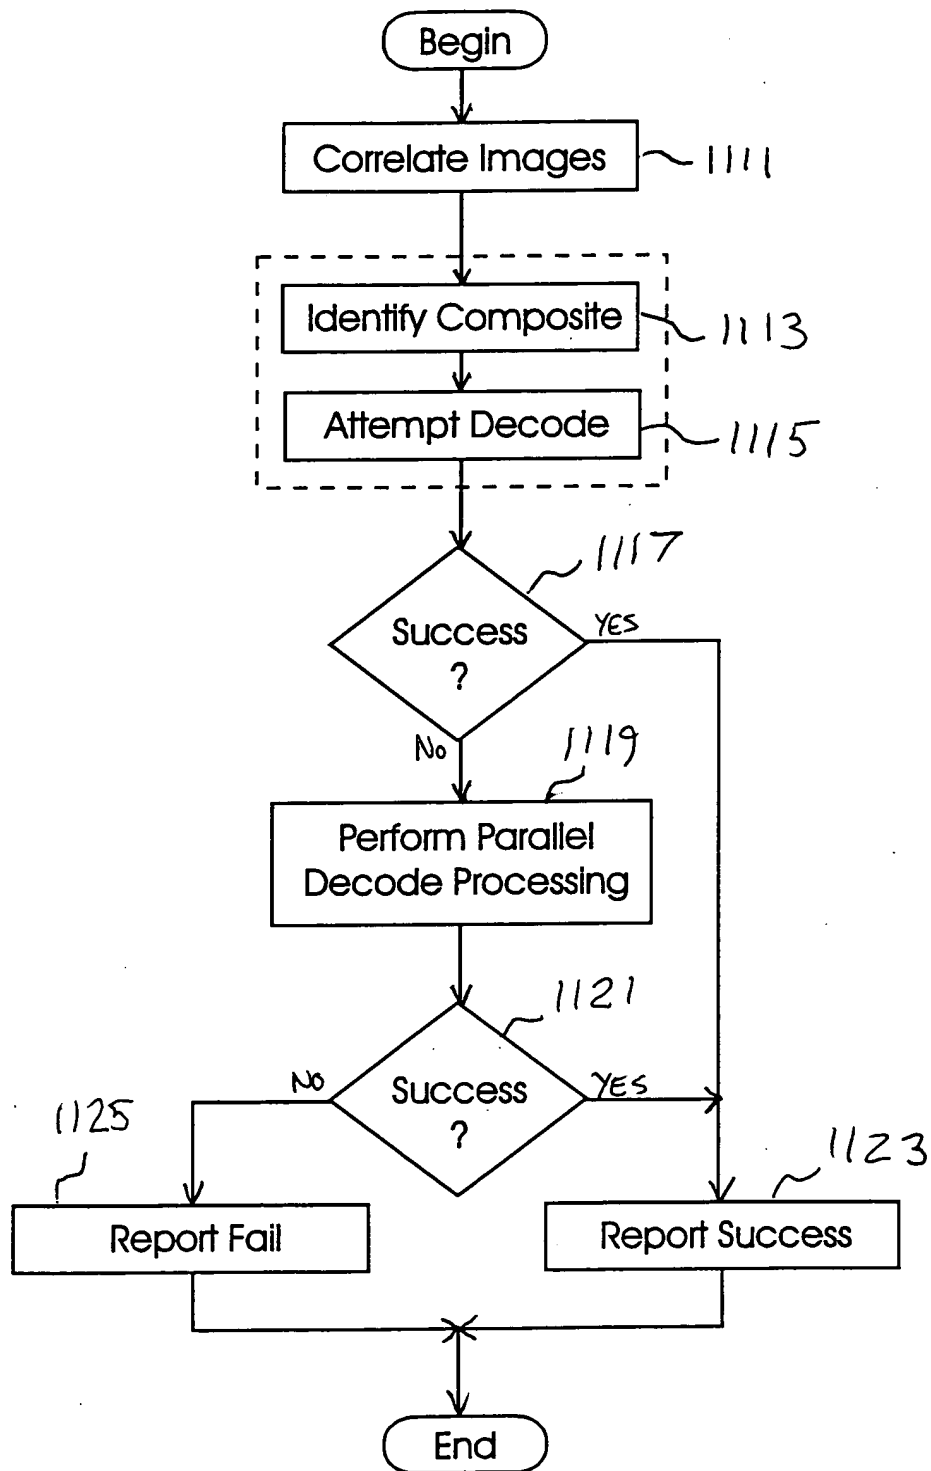 Begin
Correlate Images
1111
Identify Composite
1113
Attempt Decode
1115
1117
Success
?
YES
No
1119
Perform Parallel
Decode Processing
1121
Success
?
No
YES
1125
1123
Report Fail
Report Success
End